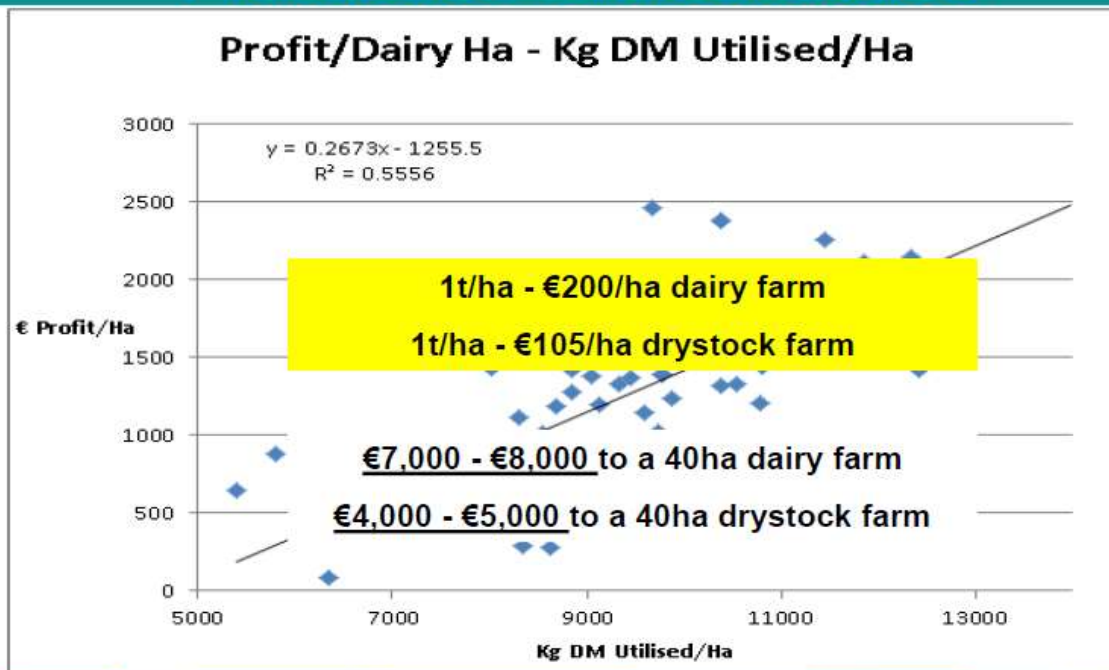 Profit/Dairy Ha - Kg DM Utilised/Ha
3000
y = 0.2673x - 1255.5
R² = 0.5556
2500
2000
1t/ha - €200/ha dairy farm
€ Profit/Ha
1t/ha - €105/ha drystock farm
1500
1000
€7,000 - €8,000 to a 40ha dairy farm
500
€4,000 - €5,000 to a 40ha drystock farm
0
5000 7000 9000 11000 13000
Kg DM Utilised/Ha